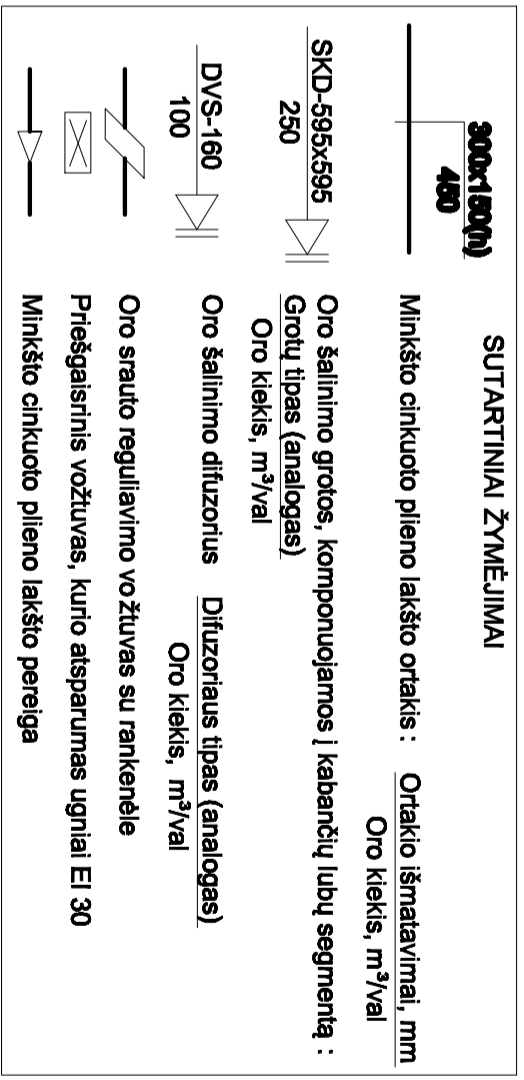 SUTARTINIAI ŽYMĖJIMAI
300x150(h)
450
Minkšto cinkuoto plieno lakšto ortakis :
Ortakio išmatavimai, mm
Oro kiekis, m³/val
SKD-595x595
250
Oro šalinimo grotos, komponuojamos į kabančių lubų segmentą :
Grotų tipas (analogas)
Oro kiekis, m³/val
DVS-160
100
Oro šalinimo difuzorius
Difuzoriaus tipas (analogas)
Oro kiekis, m³/val
Oro srauto reguliavimo vožtuvas su rankenėle
Priešgaisrinis vožtuvas, kurio atsparumas ugniai EI 30
Minkšto cinkuoto plieno lakšto pereiga